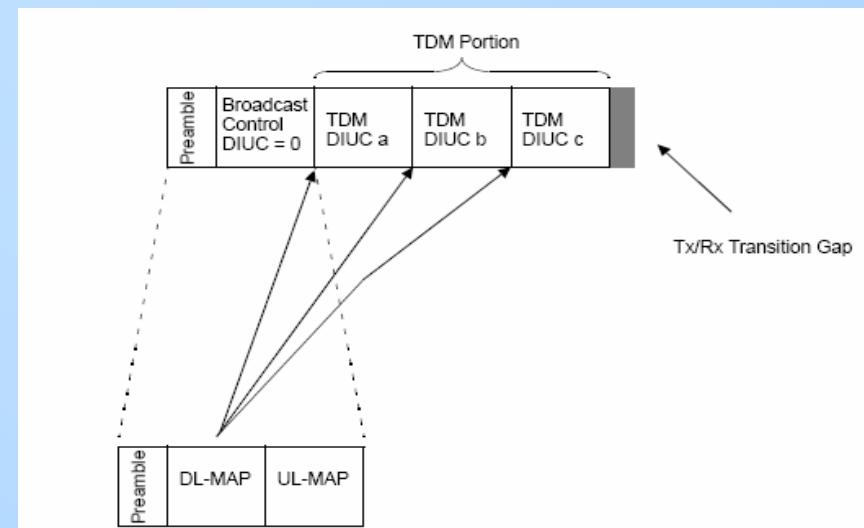 TDM Portion
Preamble
Broadcast
Control
DIUC = 0
TDM
DIUC a
TDM
DIUC b
TDM
DIUC c
Tx/Rx Transition Gap
Preamble
DL-MAP
UL-MAP